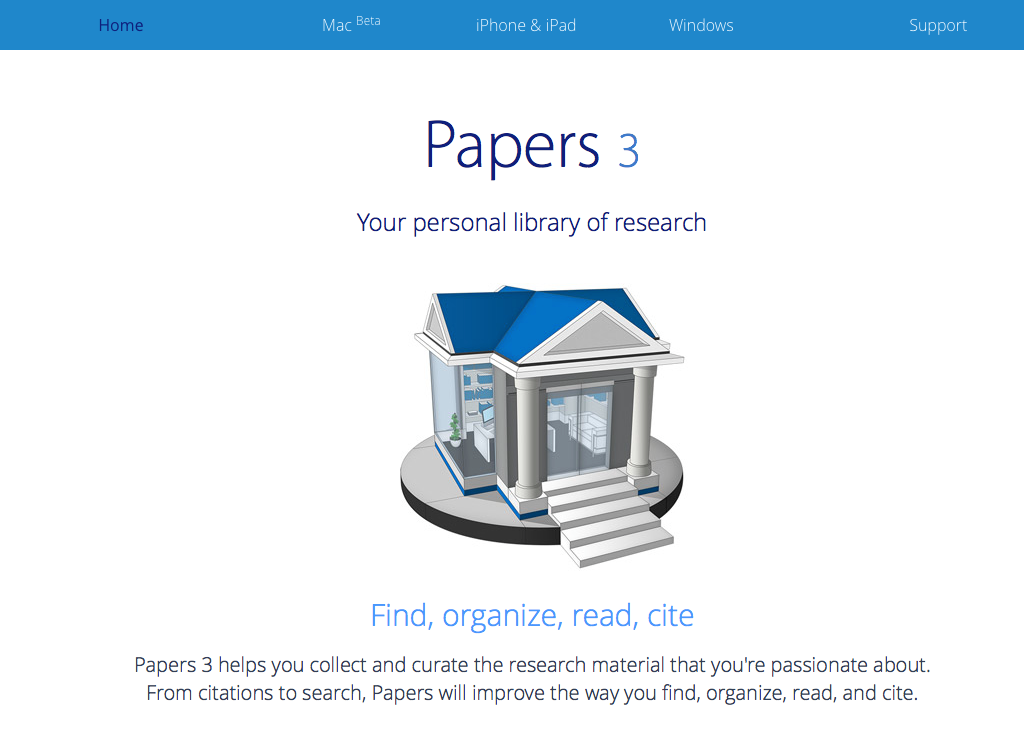 Home Mac Beta iPhone & iPad Windows Support
Papers 3
Your personal library of research
Find, organize, read, cite
Papers 3 helps you collect and curate the research material that you're passionate about.
From citations to search, Papers will improve the way you find, organize, read, and cite.